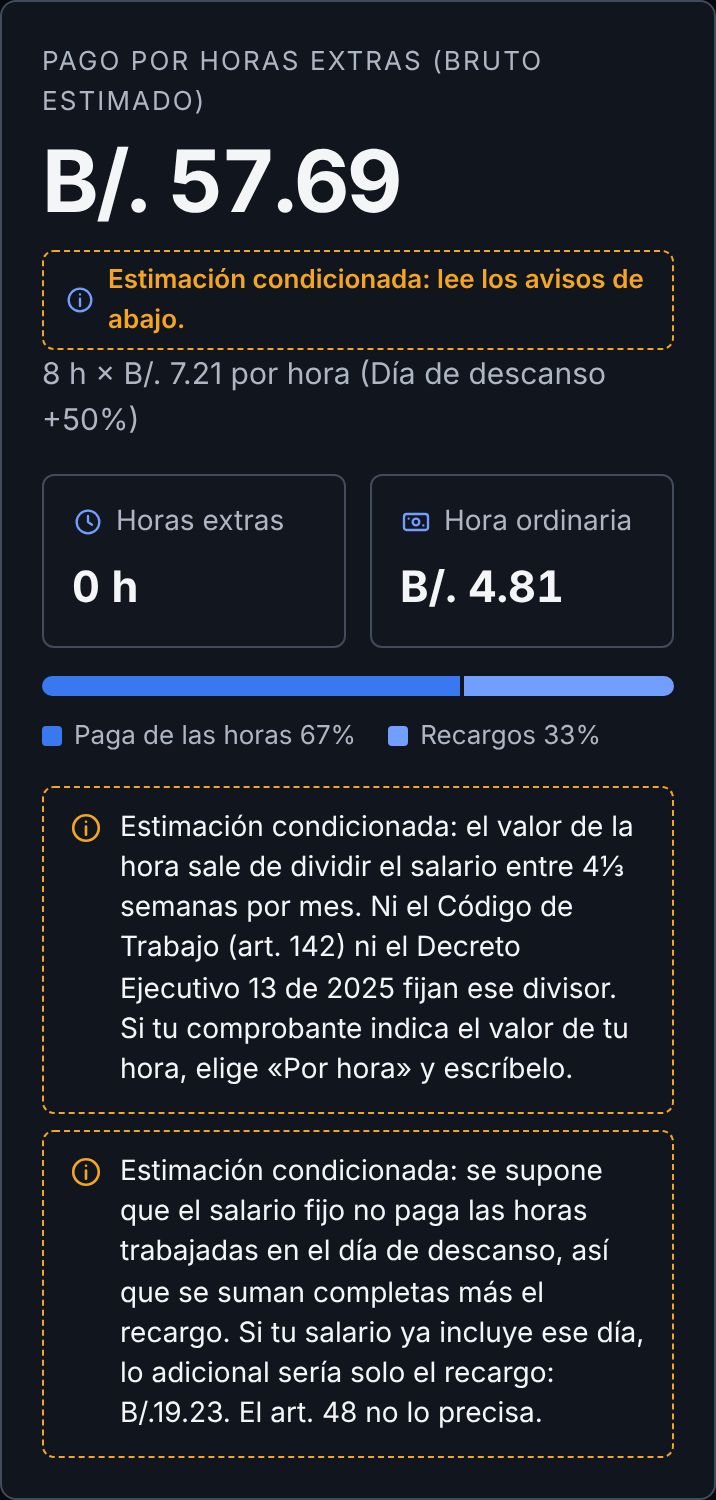 PAGO POR HORAS EXTRAS (BRUTO
ESTIMADO)
B/. 57.69
Estimación condicionada: lee los avisos de
abajo.
8 h × B/. 7.21 por hora (Día de descanso
+50%)
Horas extras
0 h
Hora ordinaria
B/. 4.81
Paga de las horas 67%
Recargos 33%
Estimación condicionada: el valor de la
hora sale de dividir el salario entre 4⅓
semanas por mes. Ni el Código de
Trabajo (art. 142) ni el Decreto
Ejecutivo 13 de 2025 fijan ese divisor.
Si tu comprobante indica el valor de tu
hora, elige «Por hora» y escríbelo.
Estimación condicionada: se supone
que el salario fijo no paga las horas
trabajadas en el día de descanso, así
que se suman completas más el
recargo. Si tu salario ya incluye ese día,
lo adicional sería solo el recargo:
B/.19.23. El art. 48 no lo precisa.